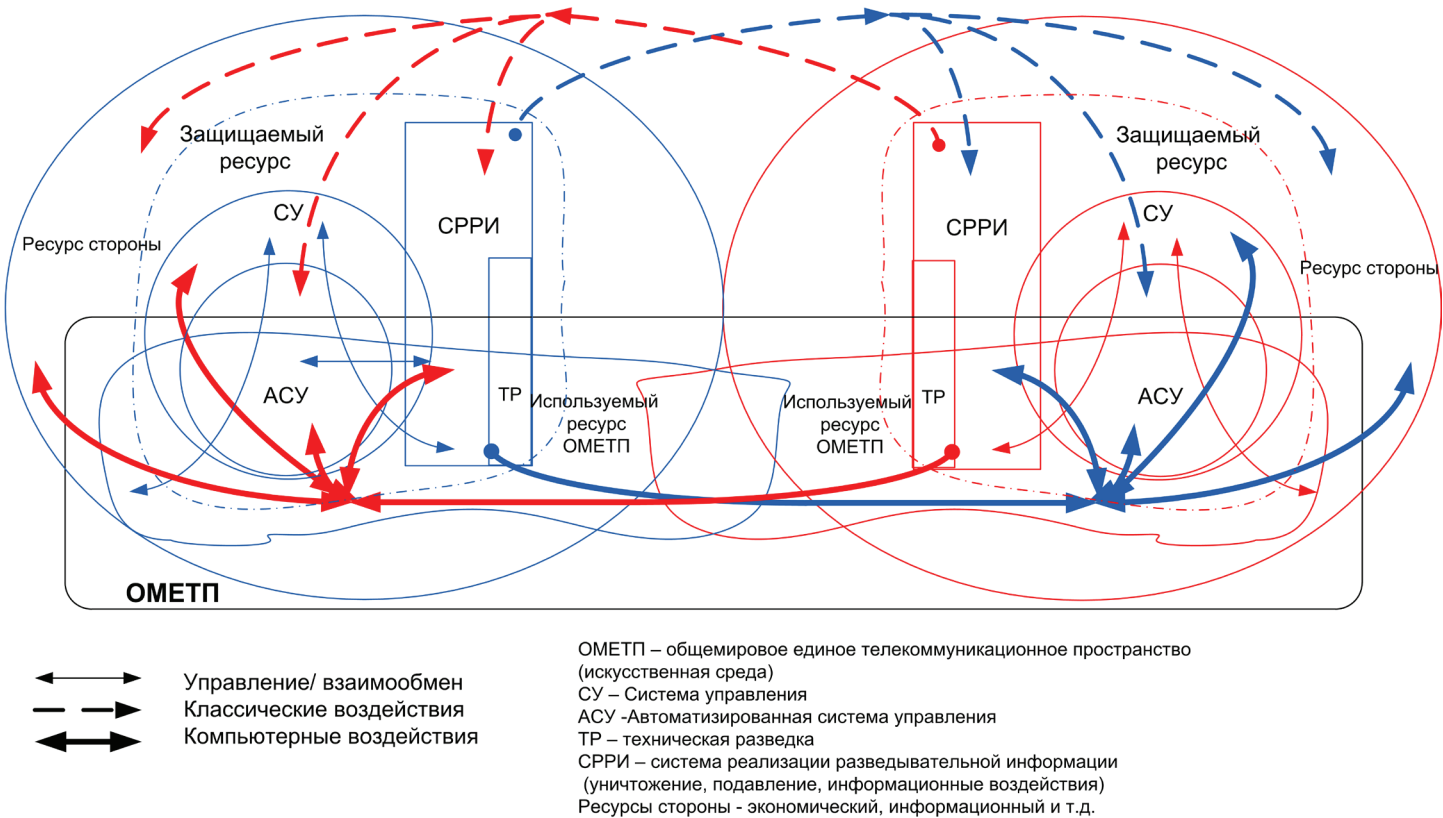 Защищаемый
ресурс
Защищаемый
ресурс
СУ
СРРИ
СРРИ
СУ
Ресурс стороны
Ресурс стороны
АСУ
ТР
Используемый
ресурс
ОМЕТП
Используемый
ресурс
ОМЕТП
ТР
АСУ
ОМЕТП
Управление/ взаимообмен
Классические воздействия
Компьютерные воздействия
ОМЕТП – общемировое единое телекоммуникационное пространство
(искусственная среда)
СУ – Система управления
АСУ -Автоматизированная система управления
ТР – техническая разведка
СРРИ – система реализации разведывательной информации
(уничтожение, подавление, информационные воздействия)
Ресурсы стороны - экономический, информационный и т.д.